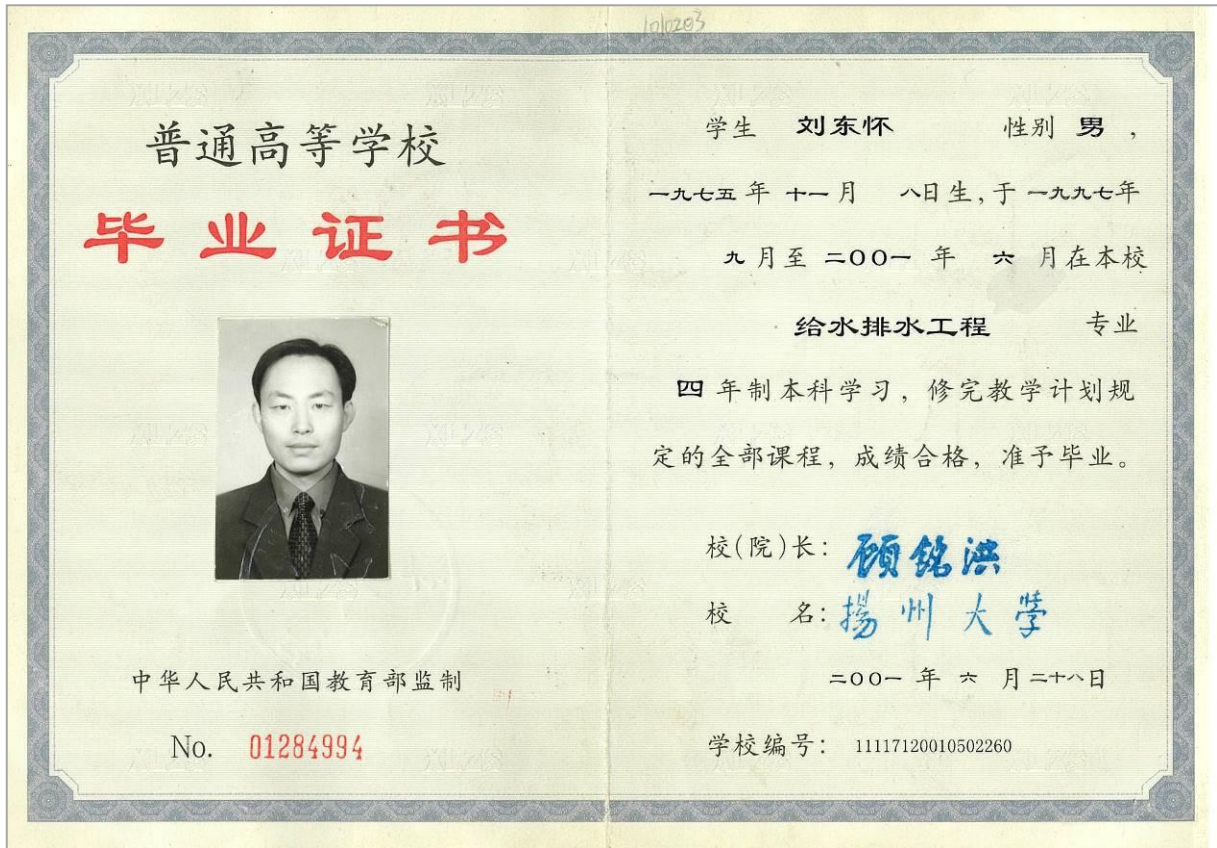 1010203
普通高等学校
毕业证书
中华人民共和国教育部监制
No. 01284994
学生 刘东怀 性别 男,
一九七五年 十一月 八日生,于一九九七年
九月至 二00一 年 六 月在本校
给水排水工程 专业
四 年制本科学习, 修完教学计划规
定的全部课程, 成绩合格, 准予毕业。
校(院)长: 顾铭洪
校 名: 揚州大學
二00一 年 六 月二十八日
学校编号: 11117120010502260